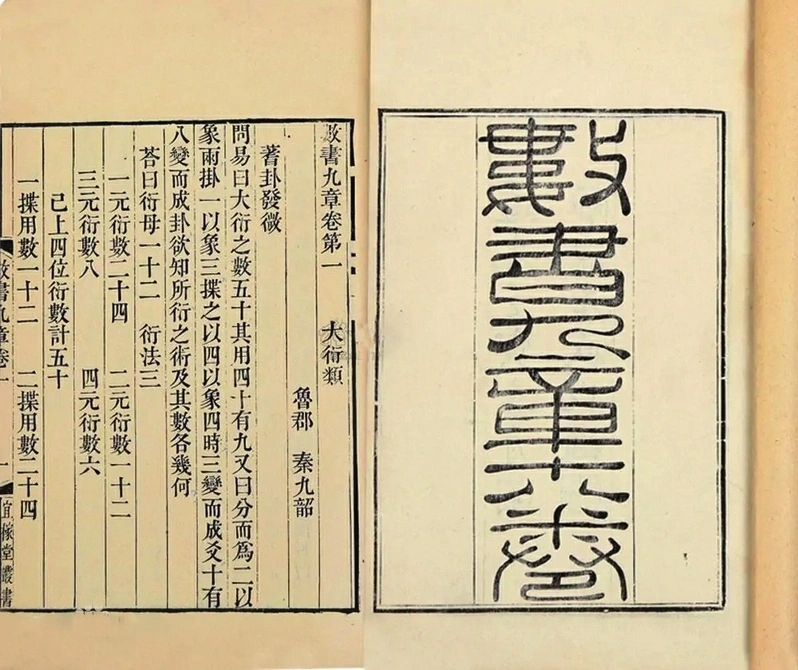 數書九章十八卷
數書九章卷第一 大衍類
魯郡 秦九韶
蓍卦發微
問易曰大衍之數五十其用四十有九又曰分而爲二以
象兩掛一以象三揲之以四以象四時三變而成爻十有
八變而成卦欲知所衍之術及其數各幾何
荅曰衍母一十二 衍法三
一元衍數二十四 二元衍數一十二
三元衍數八 四元衍數六
已上四位衍數計五十
一揲用數一十二 二揲用數二十四
數書九章卷一 一 宜稼堂叢書